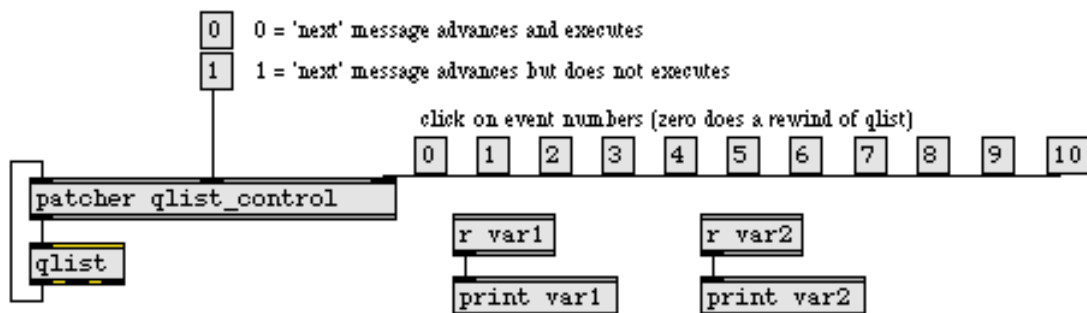 0 0 = 'next' message advances and executes
1 1 = 'next' message advances but does not executes
click on event numbers (zero does a rewind of qlist)
0 1 2 3 4 5 6 7 8 9 10
patcher qlist_control
r var1 r var2
qlist
print var1 print var2